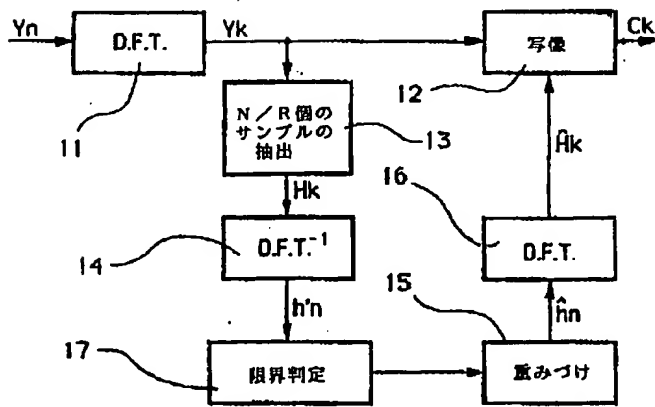 Yn
D.F.T.
Yk
写像
Ck
11
12
N／R個の
サンプルの
抽出
13
Hk
Ĥk
16
D.F.T.⁻¹
14
D.F.T.
h'n
15
ĥn
17
限界判定
重みづけ